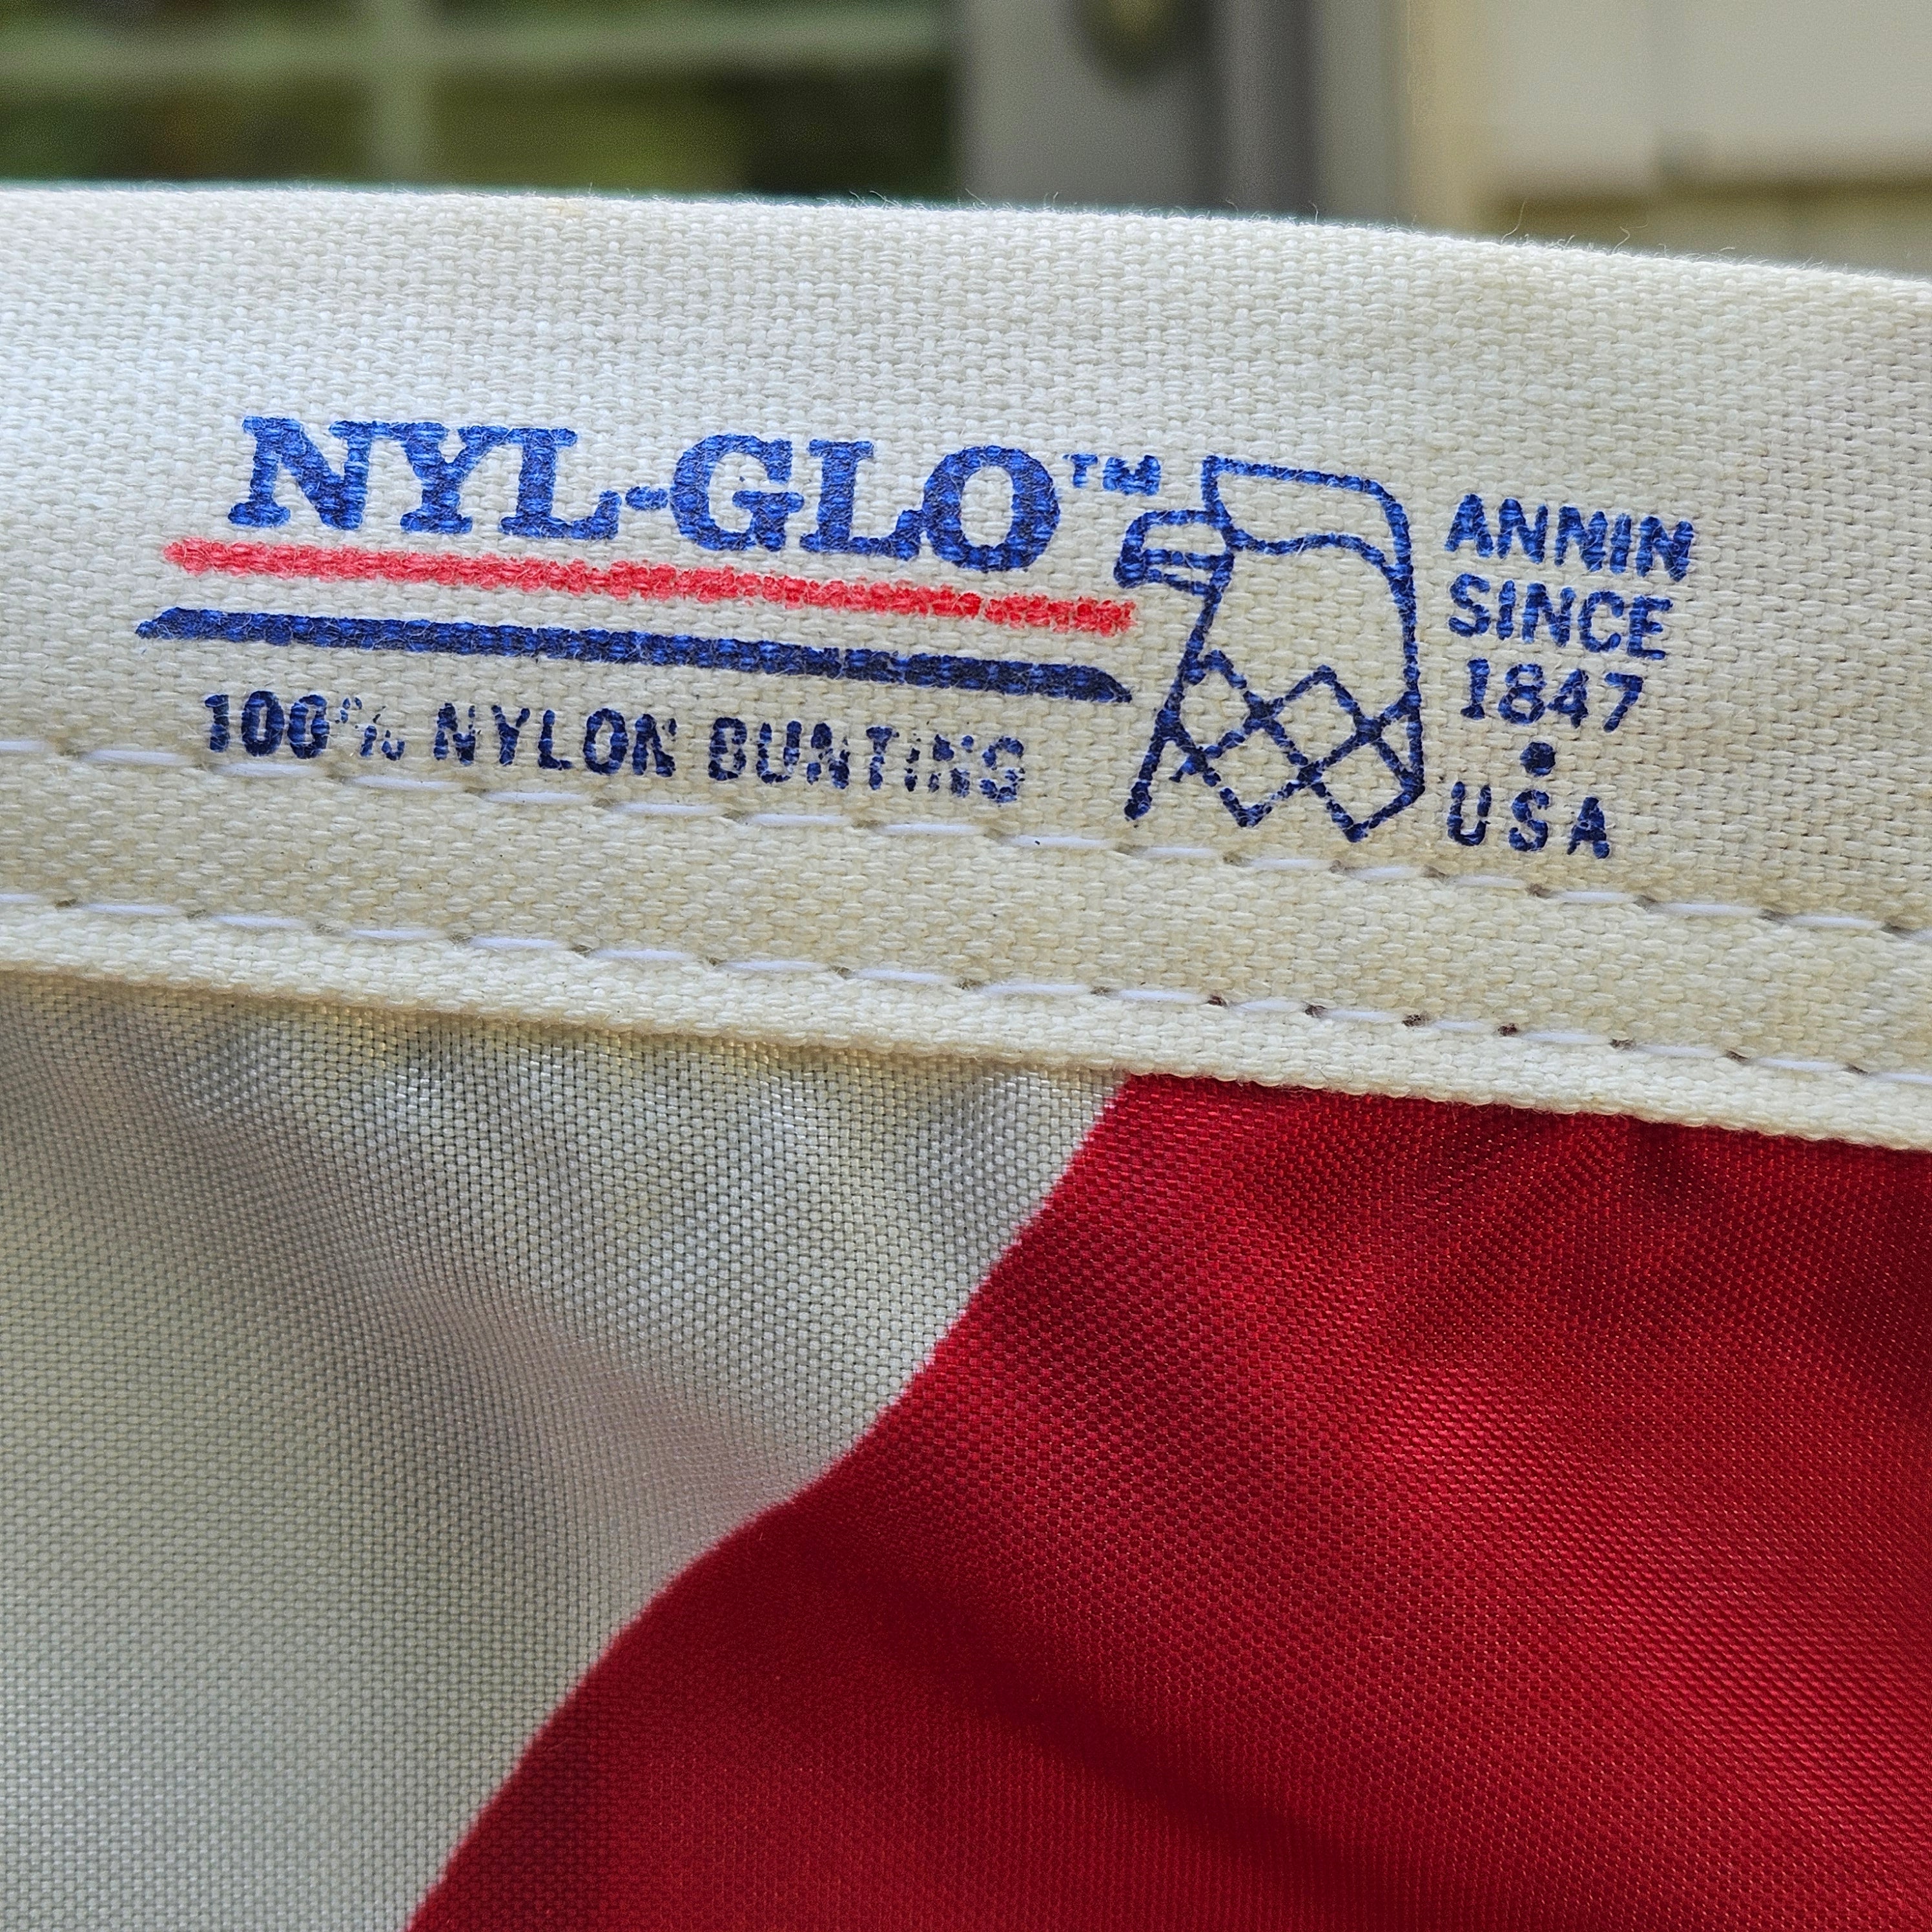 NYL-GLO™
100% NYLON BUNTING
ANNIN
SINCE
1847
•
USA